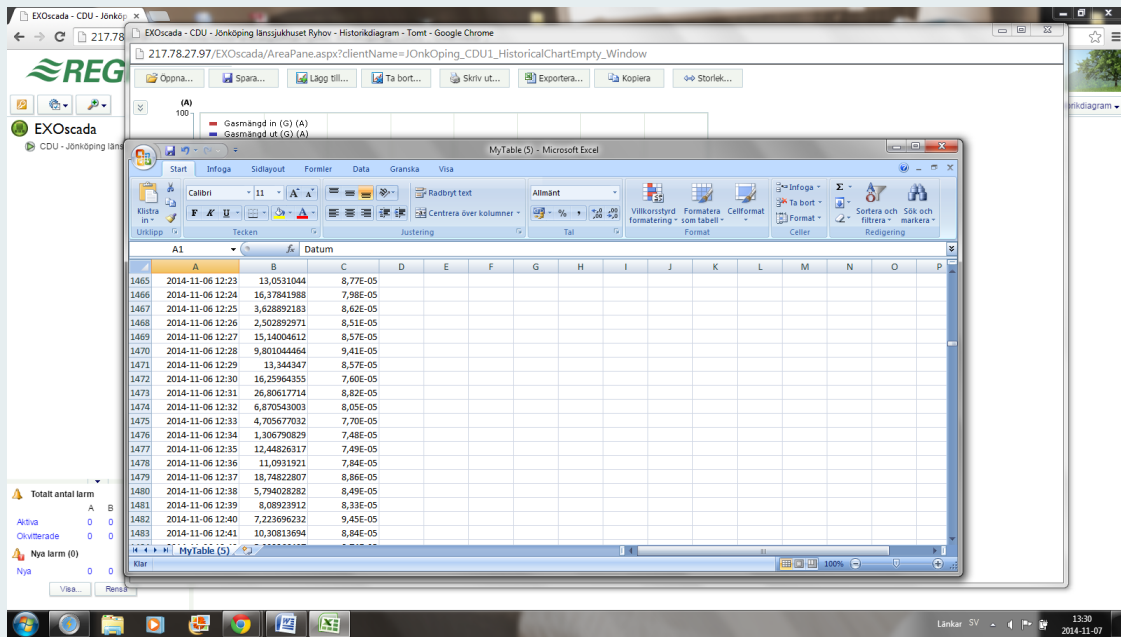 EXOscada - CDU - Jönköp
EXOscada - CDU - Jönköping länssjukhuset Ryhov - Historikdiagram - Tomt - Google Chrome
217.78
217.78.27.97/EXOscada/AreaPane.aspx?clientName=JOnkOping_CDU1_HistoricalChartEmpty_Window
REG
Öppna... Spara... Lägg till... Ta bort... Skriv ut... Exportera... Kopiera Storlek...
rikdiagram
EXOscada
CDU - Jönköping läns
(A)
100
Gasmängd in (G) (A)
Gasmängd ut (G) (A)
MyTable (5) - Microsoft Excel
Start Infoga Sidlayout Formler Data Granska Visa
Klistra in
Urklipp
Calibri 11
F K U
Tecken
Radbryt text
Centrera över kolumner
Justering
Allmänt
% ,00
Tal
Villkorsstyrd formatering
Formatera som tabell
Cellformat
Format
Infoga
Ta bort
Format
Celler
Σ
Sortera och filtrera
Sök och markera
Redigering
A1 fx Datum
A B C D E F G H I J K L M N O P
1465 2014-11-06 12:23 13,0531044 8,77E-05
1466 2014-11-06 12:24 16,37841988 7,98E-05
1467 2014-11-06 12:25 3,628892183 8,62E-05
1468 2014-11-06 12:26 2,502892971 8,51E-05
1469 2014-11-06 12:27 15,14004612 8,57E-05
1470 2014-11-06 12:28 9,801044464 9,41E-05
1471 2014-11-06 12:29 13,344347 8,57E-05
1472 2014-11-06 12:30 16,25964355 7,60E-05
1473 2014-11-06 12:31 26,80617714 8,82E-05
1474 2014-11-06 12:32 6,870543003 8,05E-05
1475 2014-11-06 12:33 4,705677032 7,70E-05
1476 2014-11-06 12:34 1,306790829 7,48E-05
1477 2014-11-06 12:35 12,44826317 7,49E-05
1478 2014-11-06 12:36 11,0931921 7,84E-05
1479 2014-11-06 12:37 18,74822807 8,86E-05
1480 2014-11-06 12:38 5,794028282 8,49E-05
1481 2014-11-06 12:39 8,08923912 8,33E-05
1482 2014-11-06 12:40 7,223696232 9,45E-05
1483 2014-11-06 12:41 10,30813694 8,84E-05
MyTable (5)
Klar
100%
Totalt antal larm
A B
Aktiva 0 0
Okvitterade 0 0
Nya larm (0)
Nya 0 0
Visa... Rensa
Länkar SV
13:30
2014-11-07